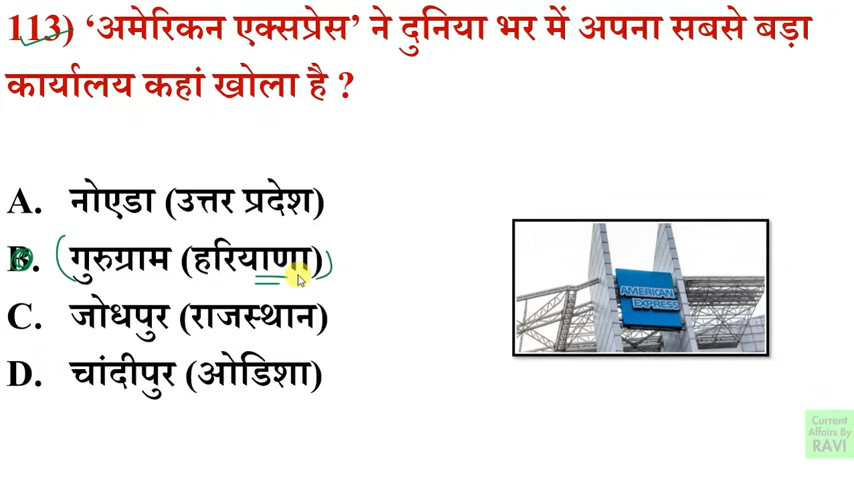 113) ‘अमेरिकन एक्सप्रेस’ ने दुनिया भर में अपना सबसे बड़ा
कार्यालय कहां खोला है ?
A. नोएडा (उत्तर प्रदेश)
B. गुरुग्राम (हरियाणा)
C. जोधपुर (राजस्थान)
D. चांदीपुर (ओडिशा)
AMERICAN
EXPRESS
Current
Affairs By
RAVI